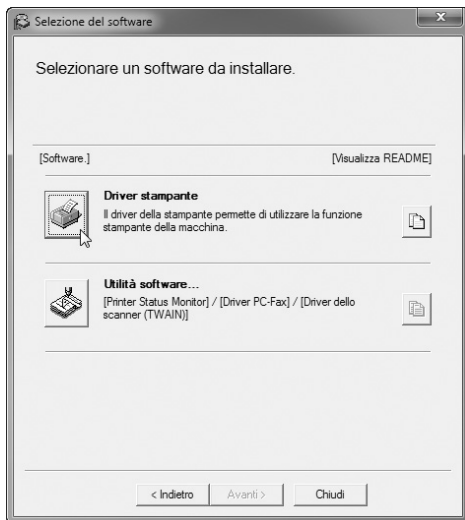 Selezione del software
Selezionare un software da installare.
[Software.] [Visualizza README]
Driver stampante
Il driver della stampante permette di utilizzare la funzione
stampante della macchina.
Utilità software...
[Printer Status Monitor] / [Driver PC-Fax] / [Driver dello
scanner (TWAIN)]
< Indietro Avanti > Chiudi